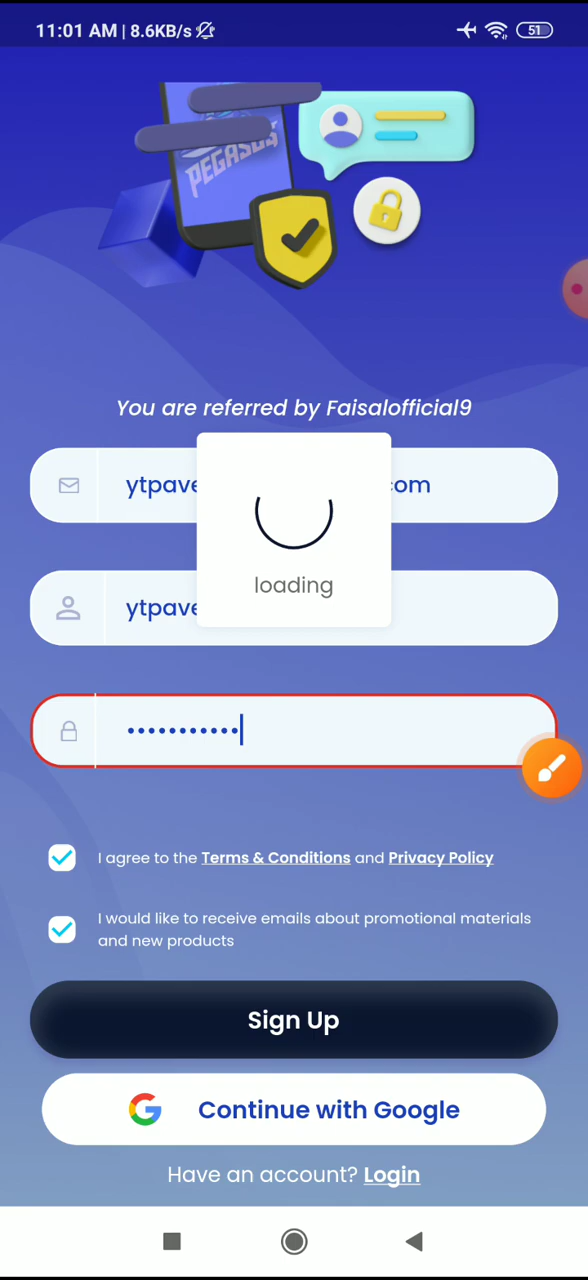 11:01 AM | 8.6KB/s
51
PEGASUS
You are referred by Faisalofficial9
com
loading
I agree to the Terms & Conditions and Privacy Policy
I would like to receive emails about promotional materials
and new products
Sign Up
Continue with Google
Have an account? Login